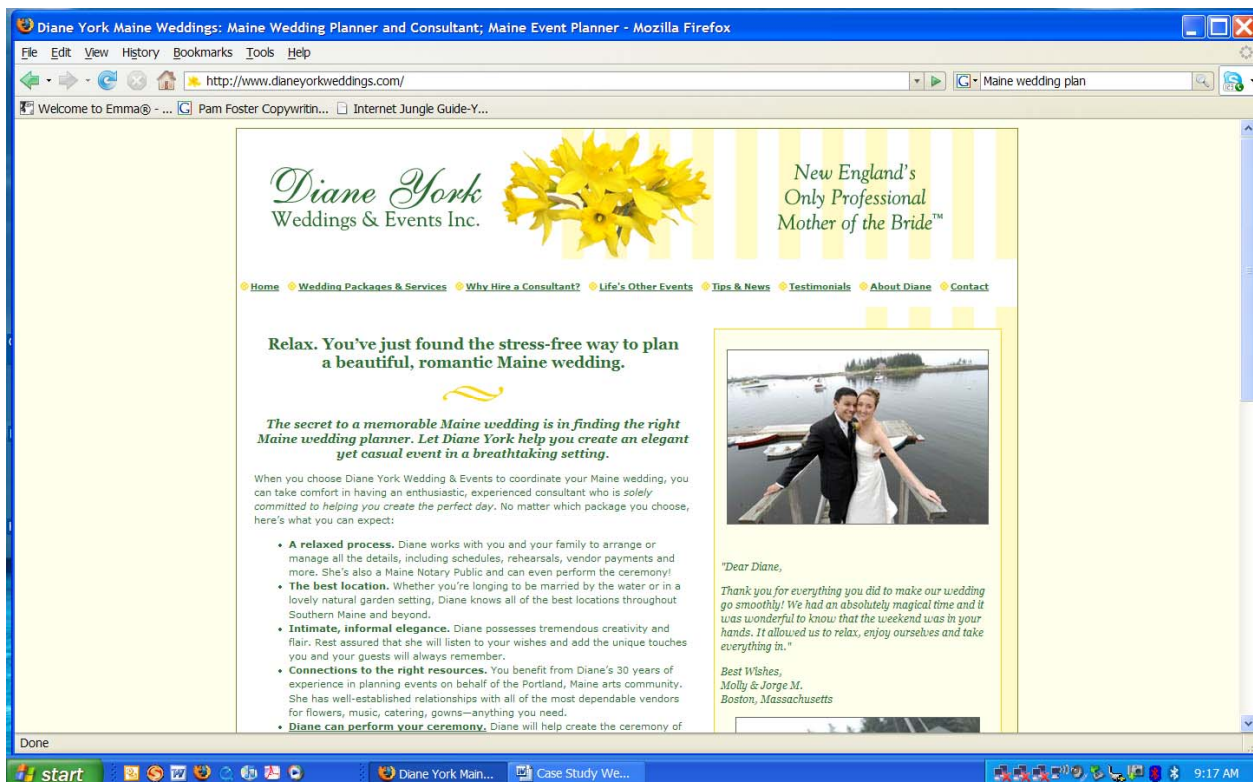 Diane York Maine Weddings: Maine Wedding Planner and Consultant; Maine Event Planner - Mozilla Firefox
File Edit View History Bookmarks Tools Help
http://www.dianeyorkweddings.com/ G Maine wedding plan
Welcome to Emma® - ... G Pam Foster Copywritin... Internet Jungle Guide-Y...
Diane York
Weddings & Events Inc.
New England's
Only Professional
Mother of the Bride™
Home Wedding Packages & Services Why Hire a Consultant? Life's Other Events Tips & News Testimonials About Diane Contact
Relax. You've just found the stress-free way to plan
a beautiful, romantic Maine wedding.
The secret to a memorable Maine wedding is in finding the right
Maine wedding planner. Let Diane York help you create an elegant
yet casual event in a breathtaking setting.
When you choose Diane York Wedding & Events to coordinate your Maine wedding, you
can take comfort in having an enthusiastic, experienced consultant who is solely
committed to helping you create the perfect day. No matter which package you choose,
here's what you can expect:
• A relaxed process. Diane works with you and your family to arrange or
manage all the details, including schedules, rehearsals, vendor payments and
more. She's also a Maine Notary Public and can even perform the ceremony!
• The best location. Whether you're longing to be married by the water or in a
lovely natural garden setting, Diane knows all of the best locations throughout
Southern Maine and beyond.
• Intimate, informal elegance. Diane possesses tremendous creativity and
flair. Rest assured that she will listen to your wishes and add the unique touches
you and your guests will always remember.
• Connections to the right resources. You benefit from Diane's 30 years of
experience in planning events on behalf of the Portland, Maine arts community.
She has well-established relationships with all of the most dependable vendors
for flowers, music, catering, gowns—anything you need.
• Diane can perform your ceremony. Diane will help create the ceremony of
"Dear Diane,
Thank you for everything you did to make our wedding
go smoothly! We had an absolutely magical time and it
was wonderful to know that the weekend was in your
hands. It allowed us to relax, enjoy ourselves and take
everything in."
Best Wishes,
Molly & Jorge M.
Boston, Massachusetts
Done
start Diane York Main... Case Study We... 9:17 AM